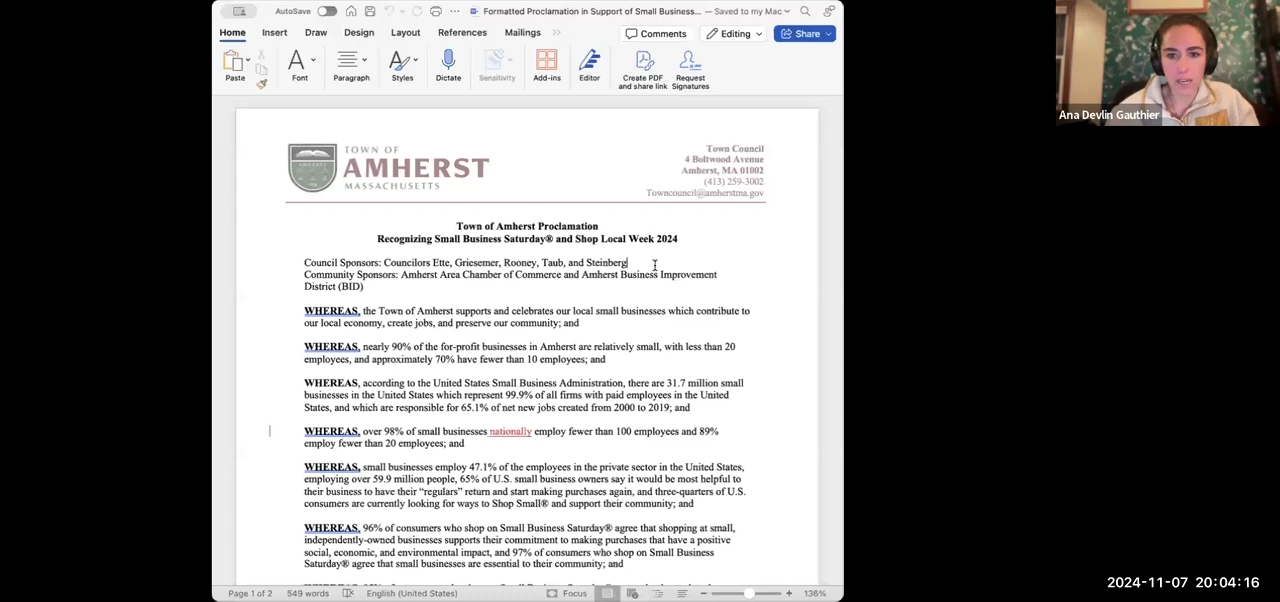 AutoSave
Formatted Proclamation in Support of Small Business... — Saved to my Mac
Home Insert Draw Design Layout References Mailings
Comments Editing Share
Paste Font Paragraph Styles Dictate Sensitivity Add-ins Editor Create PDF and share link Request Signatures
Ana Devlin Gauthier
TOWN OF
AMHERST
MASSACHUSETTS
Town Council
4 Boltwood Avenue
Amherst, MA 01002
(413) 259-3002
Towncouncil@amherstma.gov
Town of Amherst Proclamation
Recognizing Small Business Saturday® and Shop Local Week 2024
Council Sponsors: Councilors Ette, Griesemer, Rooney, Taub, and Steinberg
Community Sponsors: Amherst Area Chamber of Commerce and Amherst Business Improvement
District (BID)
WHEREAS, the Town of Amherst supports and celebrates our local small businesses which contribute to
our local economy, create jobs, and preserve our community; and
WHEREAS, nearly 90% of the for-profit businesses in Amherst are relatively small, with less than 20
employees, and approximately 70% have fewer than 10 employees; and
WHEREAS, according to the United States Small Business Administration, there are 31.7 million small
businesses in the United States which represent 99.9% of all firms with paid employees in the United
States, and which are responsible for 65.1% of net new jobs created from 2000 to 2019; and
WHEREAS, over 98% of small businesses nationally employ fewer than 100 employees and 89%
employ fewer than 20 employees; and
WHEREAS, small businesses employ 47.1% of the employees in the private sector in the United States,
employing over 59.9 million people, 65% of U.S. small business owners say it would be most helpful to
their business to have their “regulars” return and start making purchases again, and three-quarters of U.S.
consumers are currently looking for ways to Shop Small® and support their community; and
WHEREAS, 96% of consumers who shop on Small Business Saturday® agree that shopping at small,
independently-owned businesses supports their commitment to making purchases that have a positive
social, economic, and environmental impact, and 97% of consumers who shop on Small Business
Saturday® agree that small businesses are essential to their community; and
Page 1 of 2 549 words English (United States) Focus 136%
2024-11-07 20:04:16